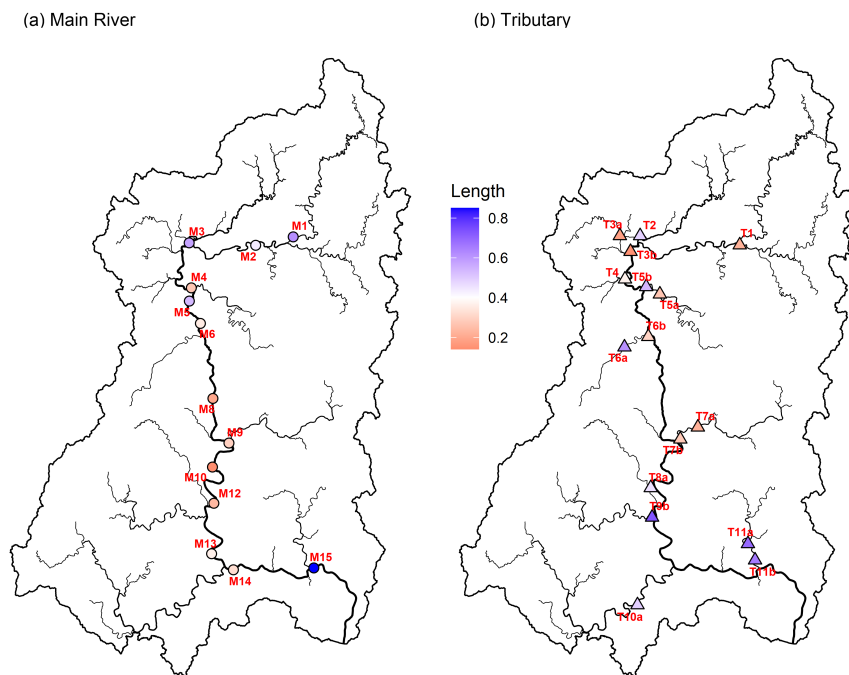 (a) Main River
(b) Tributary
M3
M1
M2
M4
M5
M6
M8
M9
M10
M12
M13
M14
M15
Length
0.8
0.6
0.4
0.2
T3a
T2
T1
T3b
T4
T5b
T5a
T6b
T6a
T7a
T7b
T8a
T11a
T11b
T10a